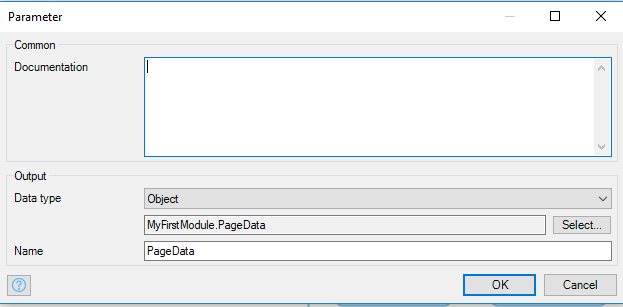 Parameter
Common
Documentation
Output
Data type
Object
MyFirstModule.PageData
Select...
Name
PageData
?
OK
Cancel